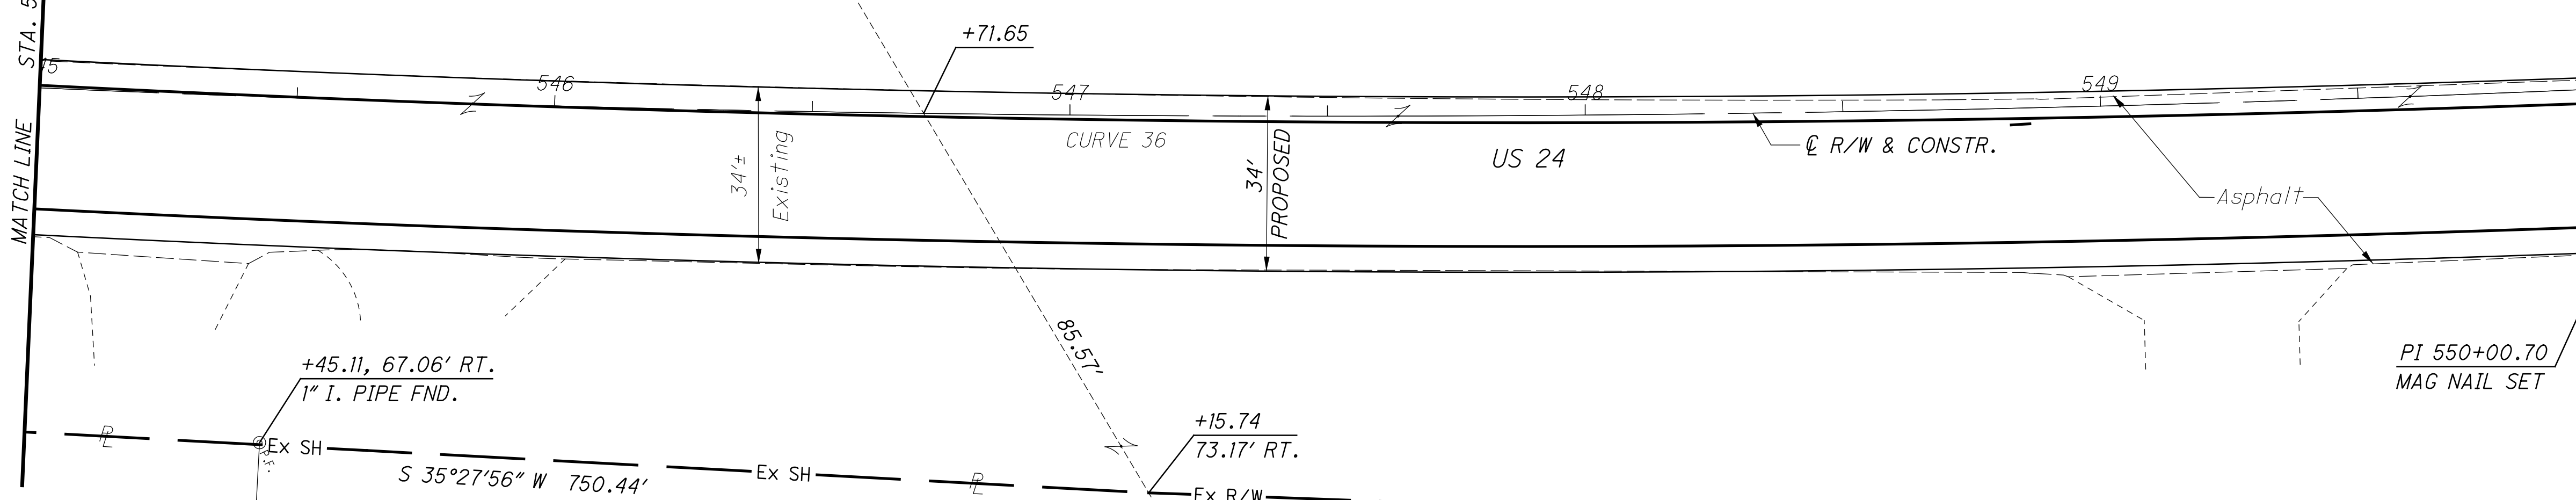 STA. 5
MATCH LINE
45
546
+71.65
547
548
549
34'±
Existing
CURVE 36
34'
PROPOSED
US 24
℄ R/W & CONSTR.
Asphalt
85.57'
+45.11, 67.06' RT.
1" I. PIPE FND.
PI 550+00.70
MAG NAIL SET
+15.74
73.17' RT.
PL
Ex SH
S 35°27'56" W 750.44'
Ex SH
PL
Ex R/W